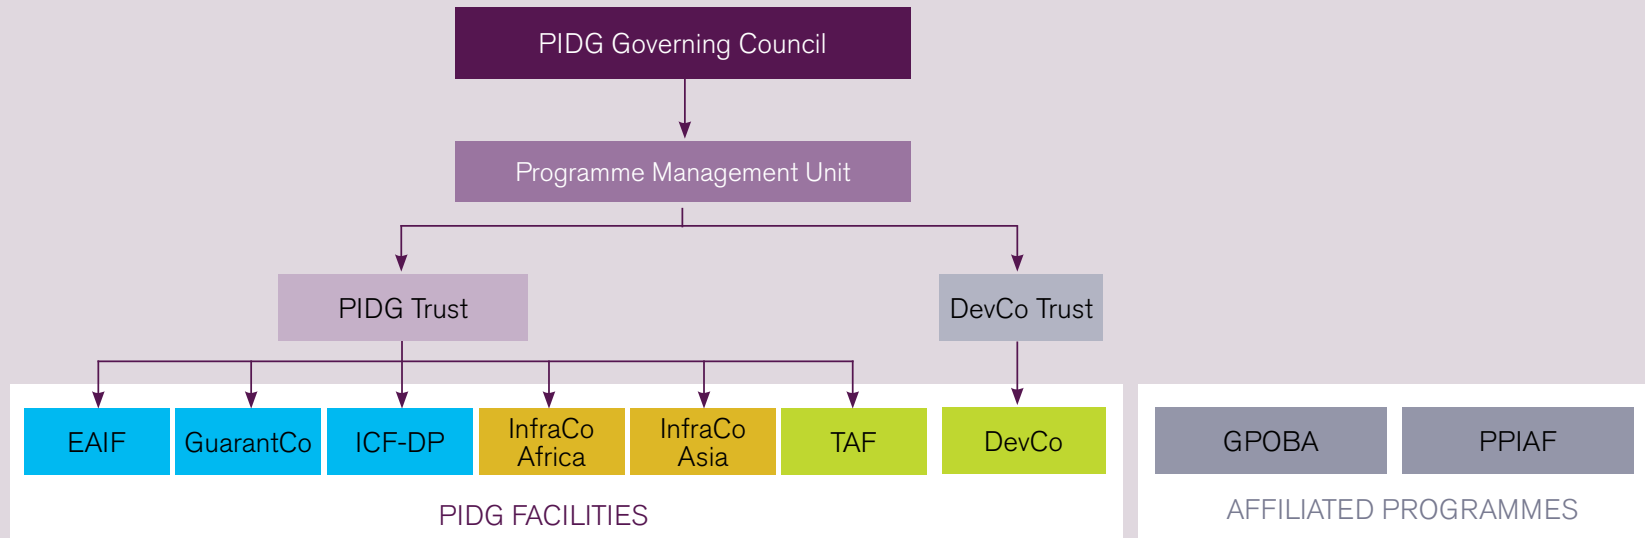 PIDG Governing Council
Programme Management Unit
PIDG Trust
DevCo Trust
EAIF
GuarantCo
ICF-DP
InfraCo
Africa
InfraCo
Asia
TAF
DevCo
GPOBA
PPIAF
PIDG FACILITIES
AFFILIATED PROGRAMMES